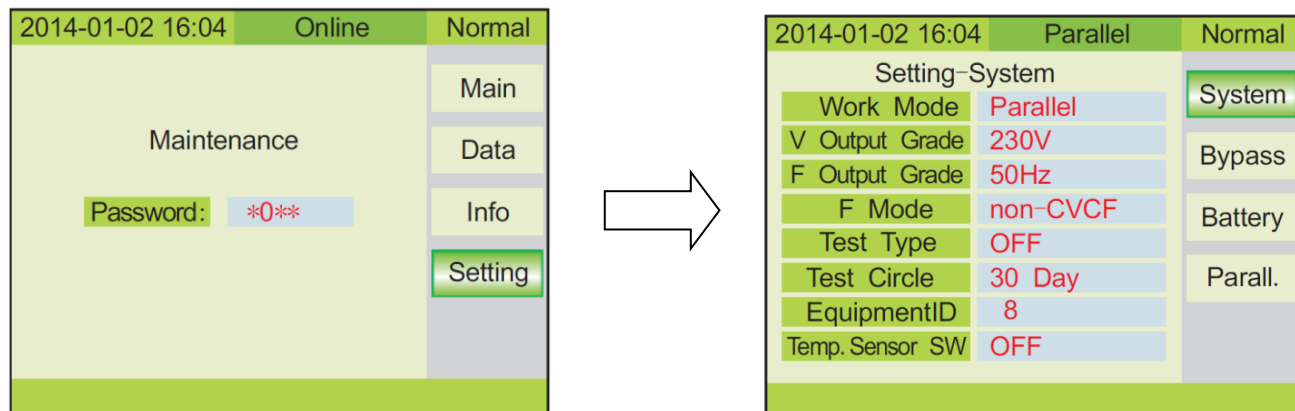 2014-01-02 16:04 Online Normal
Main
Maintenance
Data
Password: *0**
Info
Setting
2014-01-02 16:04 Parallel Normal
Setting-System
System
Work Mode Parallel
V Output Grade 230V
Bypass
F Output Grade 50Hz
F Mode non-CVCF
Battery
Test Type OFF
Test Circle 30 Day
Parall.
EquipmentID 8
Temp. Sensor SW OFF